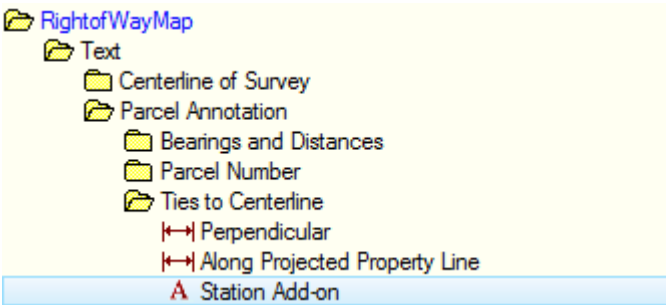 RightofWayMap
Text
Centerline of Survey
Parcel Annotation
Bearings and Distances
Parcel Number
Ties to Centerline
Perpendicular
Along Projected Property Line
A Station Add-on